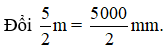 Đổi 5/2 m = 5000/2 mm.